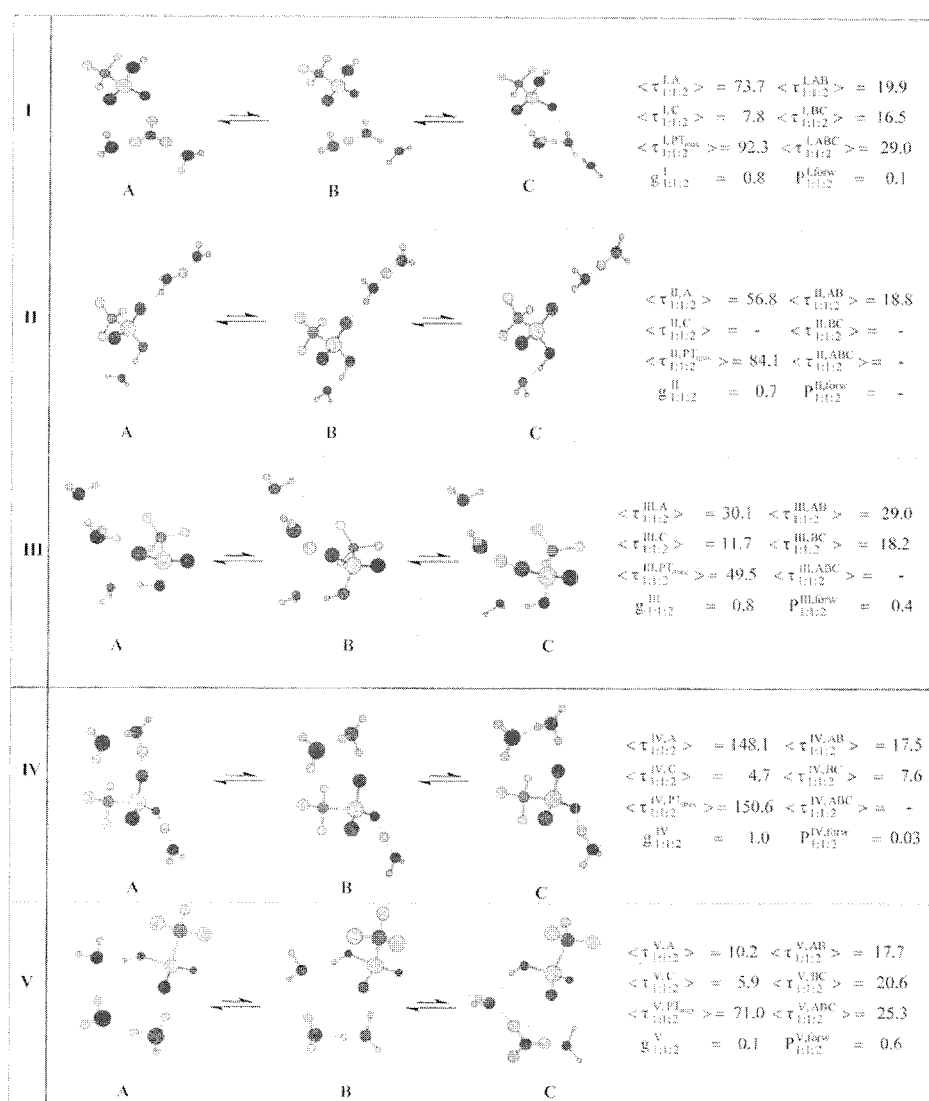 I
A
B
C
<τ^{I,A}_{1:1:2}> = 73.7 <τ^{I,AB}_{1:1:2}> = 19.9
<τ^{I,C}_{1:1:2}> = 7.8 <τ^{I,BC}_{1:1:2}> = 16.5
<τ^{I,PT}_{1:1:2}> = 92.3 <τ^{I,ABC}_{1:1:2}> = 29.0
g^{I}_{1:1:2} = 0.8 P^{I,forw}_{1:1:2} = 0.1
II
A
B
C
<τ^{II,A}_{1:1:2}> = 56.8 <τ^{II,AB}_{1:1:2}> = 18.8
<τ^{II,C}_{1:1:2}> = - <τ^{II,BC}_{1:1:2}> = -
<τ^{II,PT}_{1:1:2}> = 84.1 <τ^{II,ABC}_{1:1:2}> = -
g^{II}_{1:1:2} = 0.7 P^{II,forw}_{1:1:2} = -
III
A
B
C
<τ^{III,A}_{1:1:2}> = 30.1 <τ^{III,AB}_{1:1:2}> = 29.0
<τ^{III,C}_{1:1:2}> = 11.7 <τ^{III,BC}_{1:1:2}> = 18.2
<τ^{III,PT}_{1:1:2}> = 49.5 <τ^{III,ABC}_{1:1:2}> = -
g^{III}_{1:1:2} = 0.8 P^{III,forw}_{1:1:2} = 0.4
IV
A
B
C
<τ^{IV,A}_{1:1:2}> = 148.1 <τ^{IV,AB}_{1:1:2}> = 17.5
<τ^{IV,C}_{1:1:2}> = 4.7 <τ^{IV,BC}_{1:1:2}> = 7.6
<τ^{IV,PT}_{1:1:2}> = 150.6 <τ^{IV,ABC}_{1:1:2}> = -
g^{IV}_{1:1:2} = 1.0 P^{IV,forw}_{1:1:2} = 0.03
V
A
B
C
<τ^{V,A}_{1:1:2}> = 10.2 <τ^{V,AB}_{1:1:2}> = 17.7
<τ^{V,C}_{1:1:2}> = 5.9 <τ^{V,BC}_{1:1:2}> = 20.6
<τ^{V,PT}_{1:1:2}> = 71.0 <τ^{V,ABC}_{1:1:2}> = 25.3
g^{V}_{1:1:2} = 0.1 P^{V,forw}_{1:1:2} = 0.6